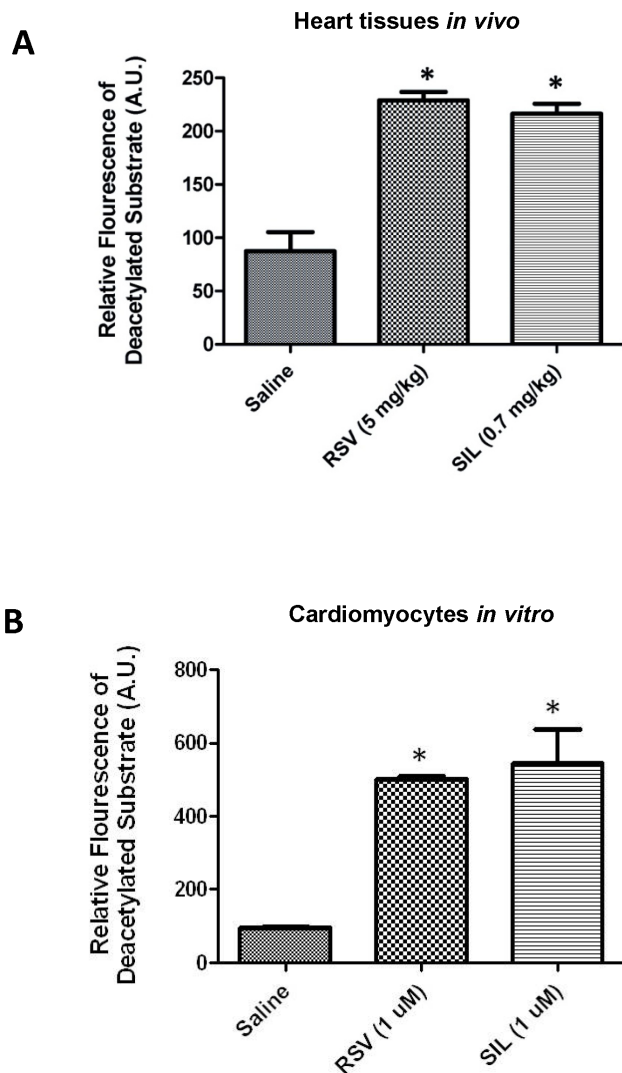 A
Heart tissues in vivo
Relative Flourescence of
Deacetylated Substrate (A.U.)
250
200
150
100
50
0
*
*
Saline
RSV (5 mg/kg)
SIL (0.7 mg/kg)
B
Cardiomyocytes in vitro
Relative Flourescence of
Deacetylated Substrate (A.U.)
800
600
400
200
0
*
*
Saline
RSV (1 uM)
SIL (1 uM)